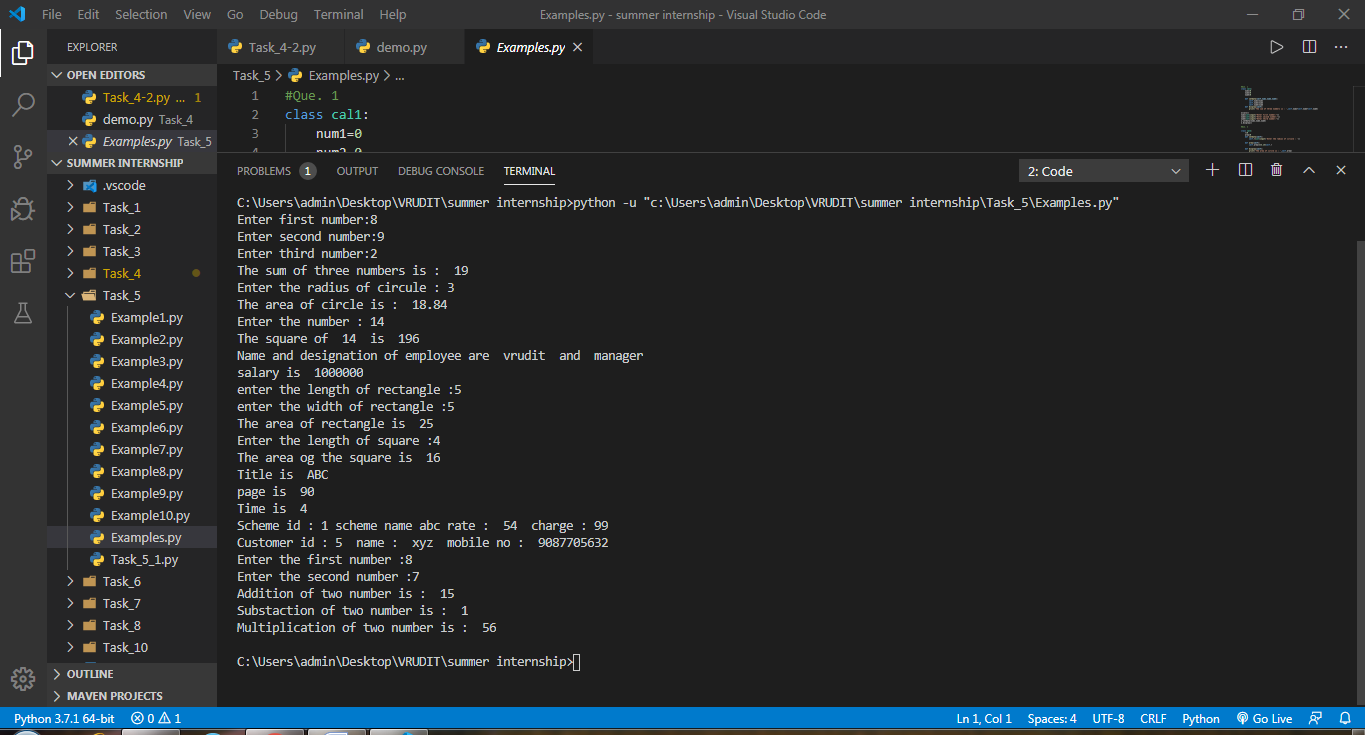 File Edit Selection View Go Debug Terminal Help
Examples.py - summer internship - Visual Studio Code
EXPLORER
OPEN EDITORS
Task_4-2.py ... 1
demo.py Task_4
Examples.py Task_5
SUMMER INTERNSHIP
.vscode
Task_1
Task_2
Task_3
Task_4
Task_5
Example1.py
Example2.py
Example3.py
Example4.py
Example5.py
Example6.py
Example7.py
Example8.py
Example9.py
Example10.py
Examples.py
Task_5_1.py
Task_6
Task_7
Task_8
Task_10
OUTLINE
MAVEN PROJECTS
Task_4-2.py demo.py Examples.py
Task_5 > Examples.py > ...
1 #Que. 1
2 class cal1:
3 num1=0
4 num2=0
PROBLEMS 1 OUTPUT DEBUG CONSOLE TERMINAL 2: Code
C:\Users\admin\Desktop\VRUDIT\summer internship>python -u "c:\Users\admin\Desktop\VRUDIT\summer internship\Task_5\Examples.py"
Enter first number:8
Enter second number:9
Enter third number:2
The sum of three numbers is :  19
Enter the radius of circule : 3
The area of circle is :  18.84
Enter the number : 14
The square of  14  is  196
Name and designation of employee are  vrudit  and  manager
salary is  1000000
enter the length of rectangle :5
enter the width of rectangle :5
The area of rectangle is  25
Enter the length of square :4
The area og the square is  16
Title is  ABC
page is  90
Time is  4
Scheme id : 1 scheme name abc rate :  54  charge : 99
Customer id : 5  name :  xyz  mobile no :  9087705632
Enter the first number :8
Enter the second number :7
Addition of two number is :  15
Substaction of two number is :  1
Multiplication of two number is :  56
C:\Users\admin\Desktop\VRUDIT\summer internship>
Python 3.7.1 64-bit 0 1 Ln 1, Col 1 Spaces: 4 UTF-8 CRLF Python Go Live